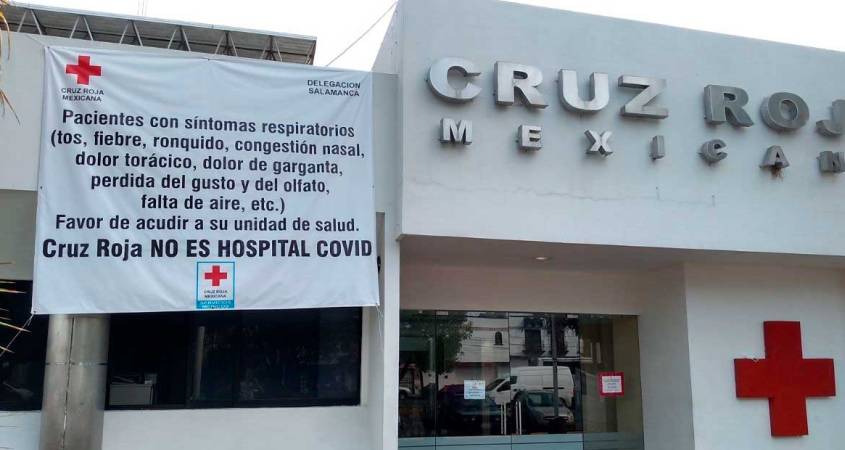 CRUZ ROJA
MEXICANA
DELEGACION
SALAMANCA
Pacientes con síntomas respiratorios
(tos, fiebre, ronquido, congestión nasal,
dolor torácico, dolor de garganta,
perdida del gusto y del olfato,
falta de aire, etc.)
Favor de acudir a su unidad de salud.
Cruz Roja NO ES HOSPITAL COVID
CRUZ ROJA
MEXICANA
CRUZ ROJ
MEXICAN